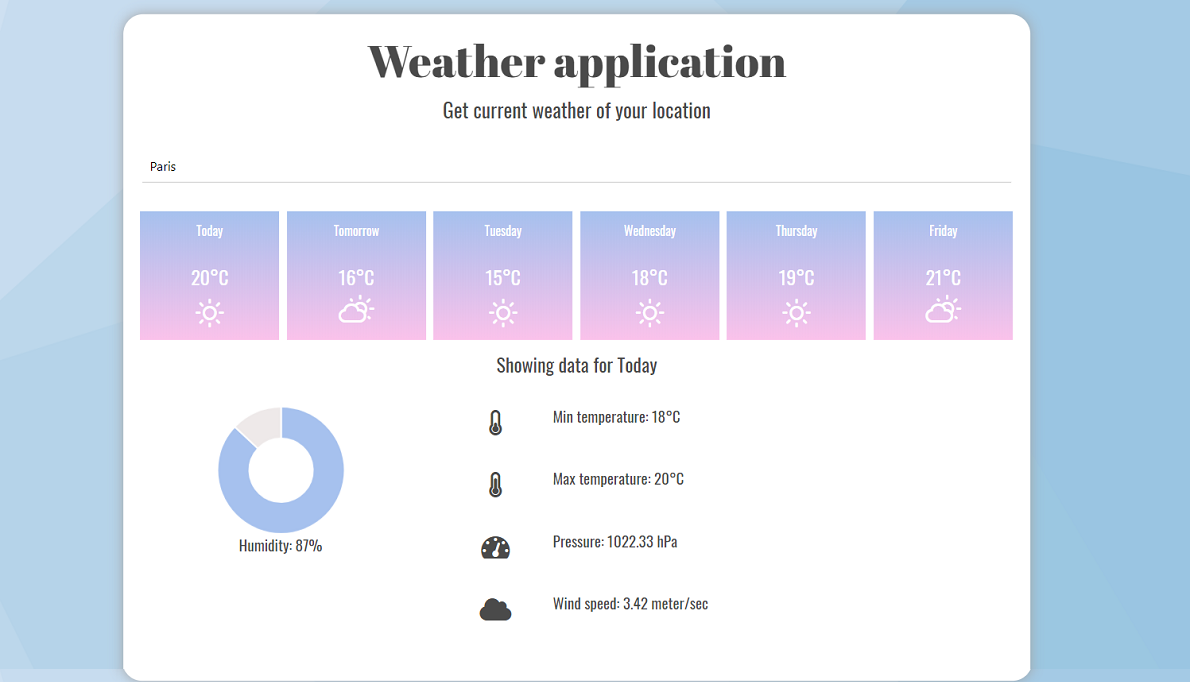 Weather application
Get current weather of your location
Paris
Today
20°C
Tomorrow
16°C
Tuesday
15°C
Wednesday
18°C
Thursday
19°C
Friday
21°C
Showing data for Today
Humidity: 87%
Min temperature: 18°C
Max temperature: 20°C
Pressure: 1022.33 hPa
Wind speed: 3.42 meter/sec